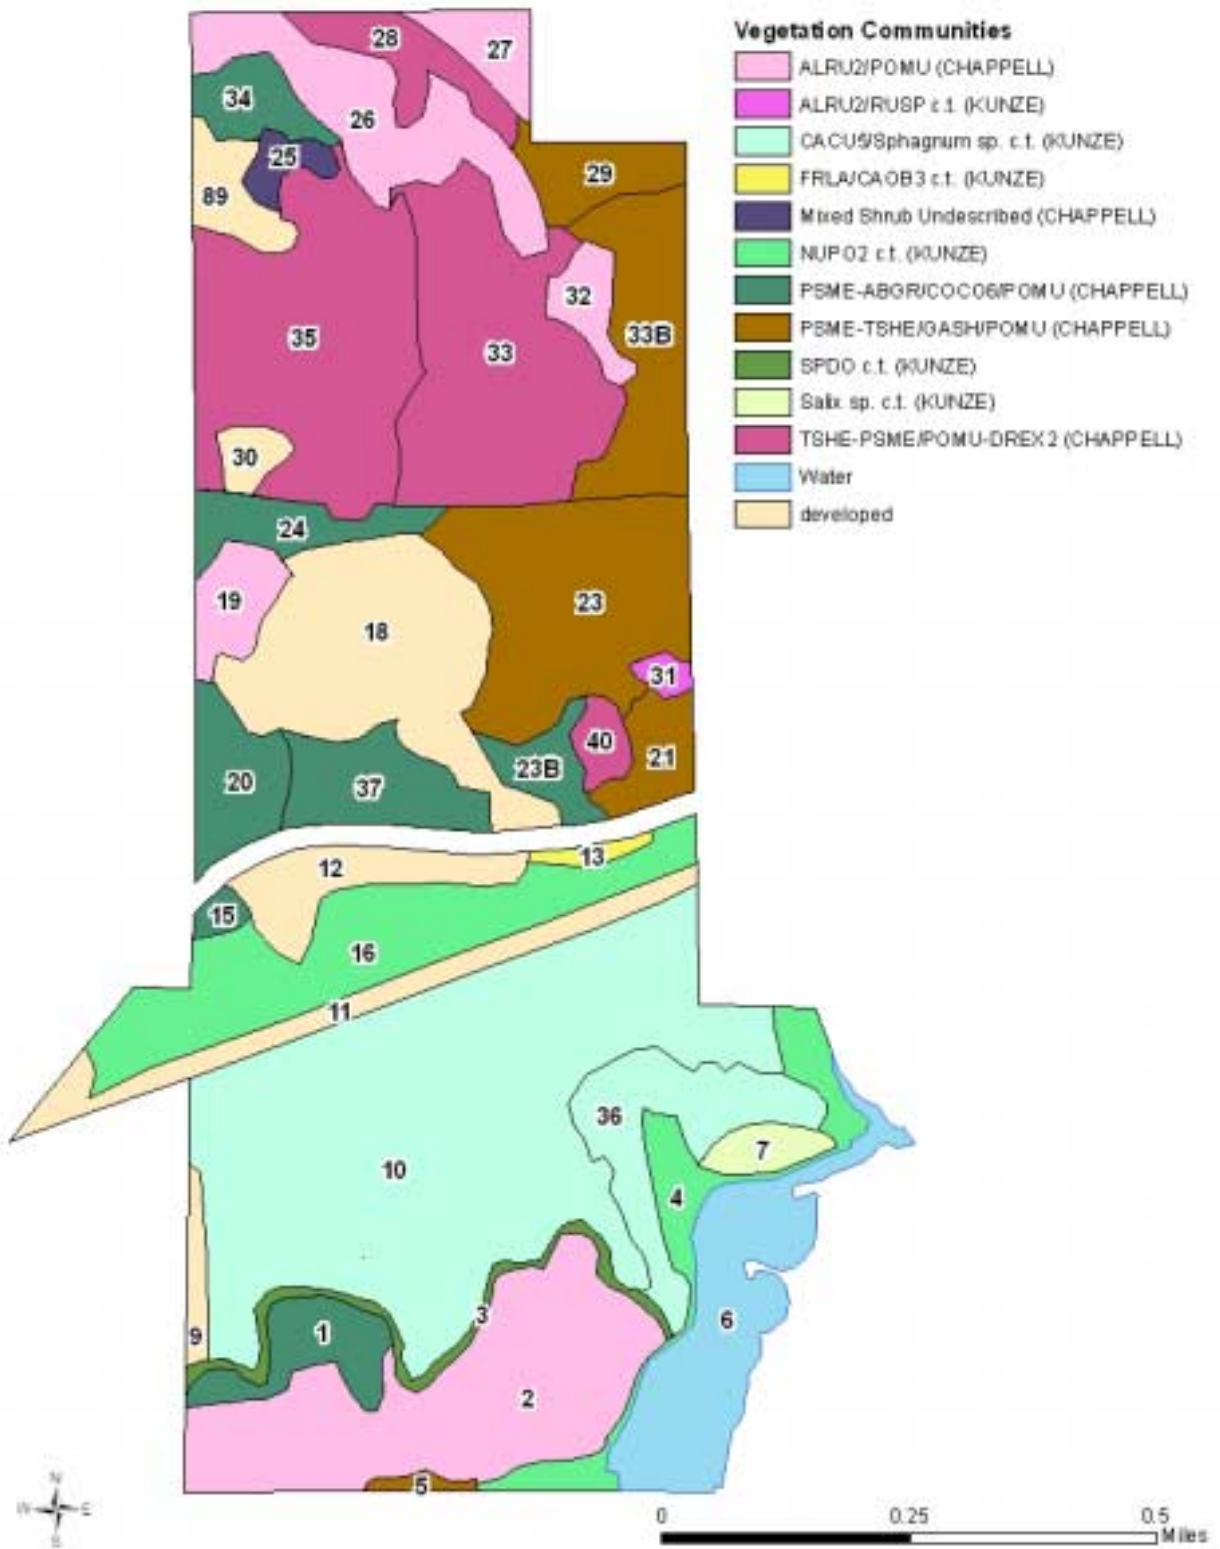 Vegetation Communities
ALRU2/POMU (CHAPPELL)
ALRU2/RUSP c.t. (KUNZE)
CACU5/Sphagnum sp. c.t. (KUNZE)
FRLA/CAOB3 c.t. (KUNZE)
Mixed Shrub Undescribed (CHAPPELL)
NUPO2 c.t. (KUNZE)
PSME-ABGR/COCO6/POMU (CHAPPELL)
PSME-TSHE/GASH/POMU (CHAPPELL)
SPDO c.t. (KUNZE)
Salix sp. c.t. (KUNZE)
TSHE-PSME/POMU-DREX2 (CHAPPELL)
Water
developed
28
27
34
26
25
29
89
32
35
33
33B
30
24
19
18
23
31
40
21
20
37
23B
13
12
15
16
11
36
7
10
4
9
1
3
6
2
5
N
W
E
S
0
0.25
0.5
Miles